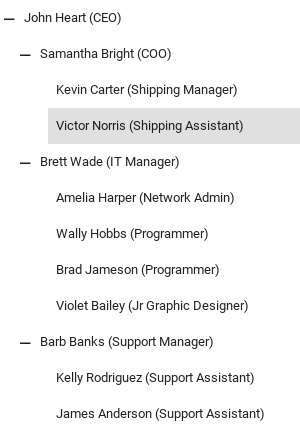 John Heart (CEO)
Samantha Bright (COO)
Kevin Carter (Shipping Manager)
Victor Norris (Shipping Assistant)
Brett Wade (IT Manager)
Amelia Harper (Network Admin)
Wally Hobbs (Programmer)
Brad Jameson (Programmer)
Violet Bailey (Jr Graphic Designer)
Barb Banks (Support Manager)
Kelly Rodriguez (Support Assistant)
James Anderson (Support Assistant)